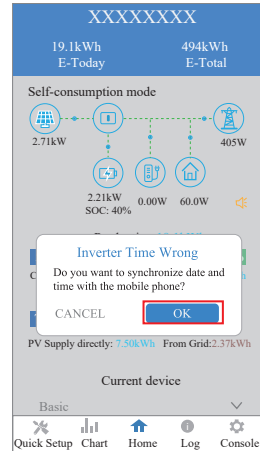 XXXXXXXX
19.1kWh 494kWh
E-Today E-Total
Self-consumption mode
2.71kW 405W
2.21kW 0.00W 60.0W
SOC: 40%
Inverter Time Wrong
Do you want to synchronize date and
time with the mobile phone?
CANCEL OK
PV Supply directly: 7.50kWh From Grid:2.37kWh
Current device
Basic
Quick Setup Chart Home Log Console